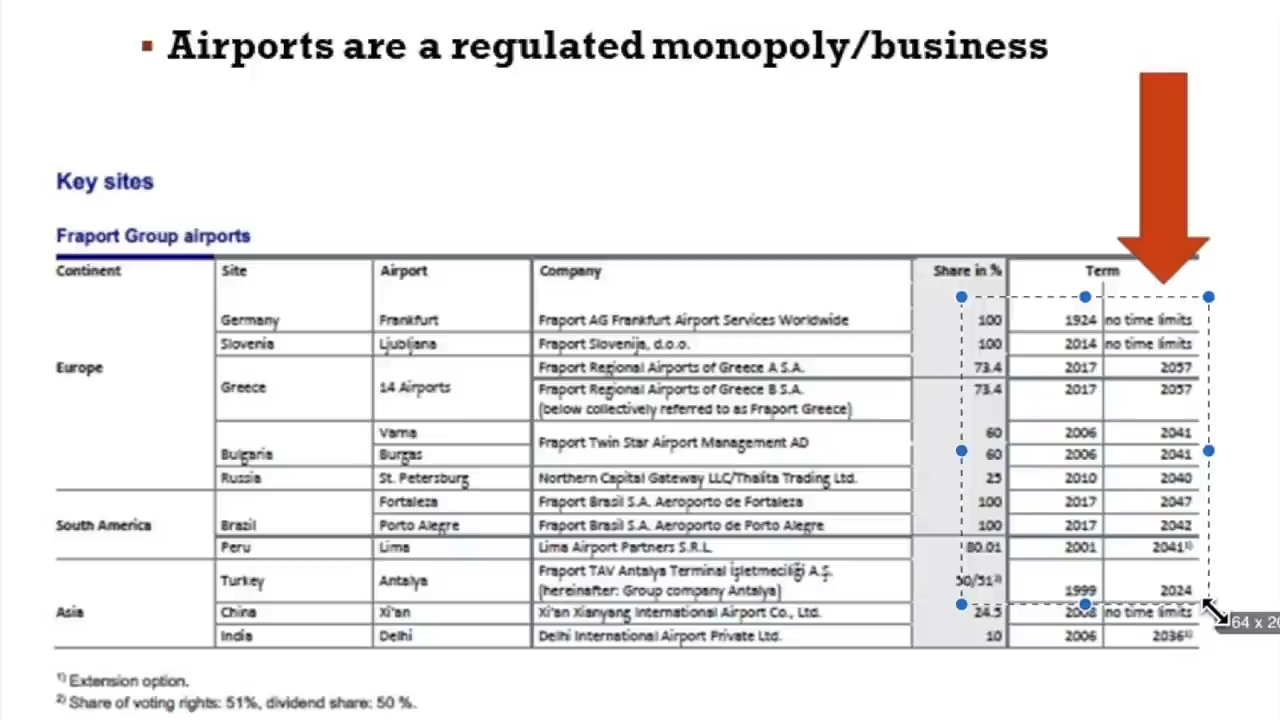 Airports are a regulated monopoly/business
Key sites
Fraport Group airports
Continent Site Airport Company Share in % Term
Germany Frankfurt Fraport AG Frankfurt Airport Services Worldwide 100 1924 no time limits
Slovenia Ljubljana Fraport Slovenija, d.o.o. 100 2014 no time limits
Europe Greece 14 Airports Fraport Regional Airports of Greece A S.A. 73.4 2017 2057
Fraport Regional Airports of Greece B S.A. 73.4 2017 2057
(below collectively referred to as Fraport Greece)
Varna Fraport Twin Star Airport Management AD 60 2006 2041
Bulgaria Burgas 60 2006 2041
Russia St. Petersburg Northern Capital Gateway LLC/Thalita Trading Ltd. 25 2010 2040
Fortaleza Fraport Brasil S.A. Aeroporto de Fortaleza 100 2017 2047
South America Brazil Porto Alegre Fraport Brasil S.A. Aeroporto de Porto Alegre 100 2017 2042
Peru Lima Lima Airport Partners S.R.L. 80.01 2001 2041¹⁾
Turkey Antalya Fraport TAV Antalya Terminal İşletmeciliği A.Ş. 50/51²⁾
(hereinafter: Group company Antalya) 1999 2024
Asia China Xi'an Xi'an Xianyang International Airport Co., Ltd. 24.5 2008 no time limits
India Delhi Delhi International Airport Private Ltd. 10 2006 2036¹⁾
¹⁾ Extension option.
²⁾ Share of voting rights: 51%, dividend share: 50 %.